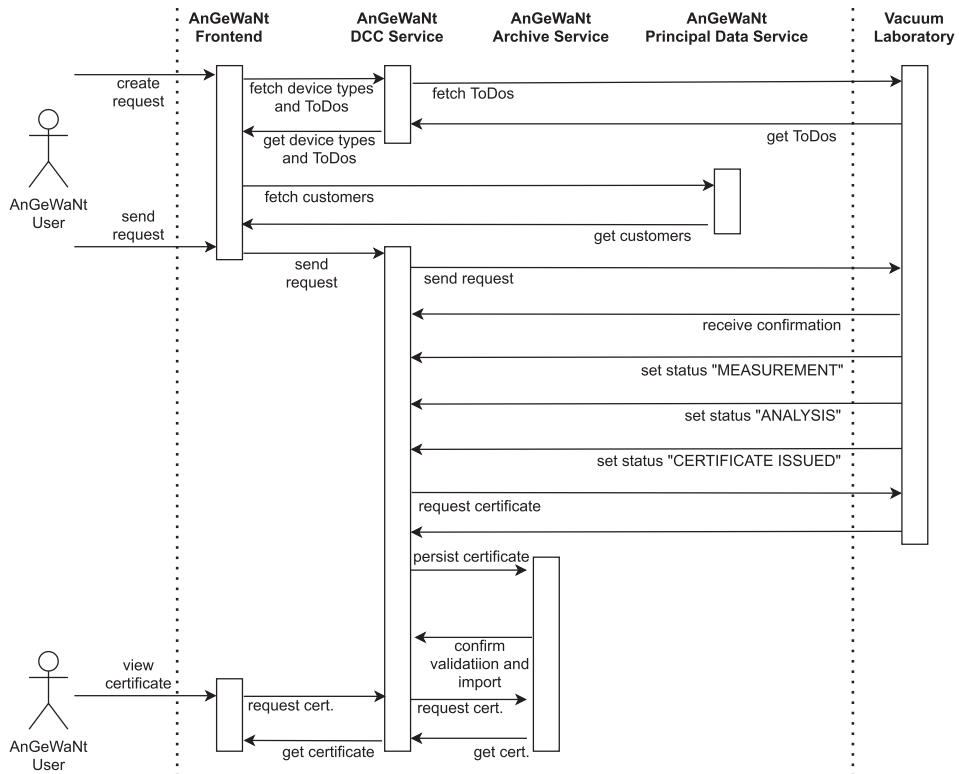 AnGeWaNt
Frontend
AnGeWaNt
DCC Service
AnGeWaNt
Archive Service
AnGeWaNt
Principal Data Service
Vacuum
Laboratory
create
request
fetch device types
and ToDos
fetch ToDos
get device types
and ToDos
get ToDos
AnGeWaNt
User
fetch customers
send
request
get customers
send
request
send request
receive confirmation
set status "MEASUREMENT"
set status "ANALYSIS"
set status "CERTIFICATE ISSUED"
request certificate
persist certificate
confirm
validatiion and
import
view
certificate
request cert.
request cert.
get certificate
get cert.
AnGeWaNt
User